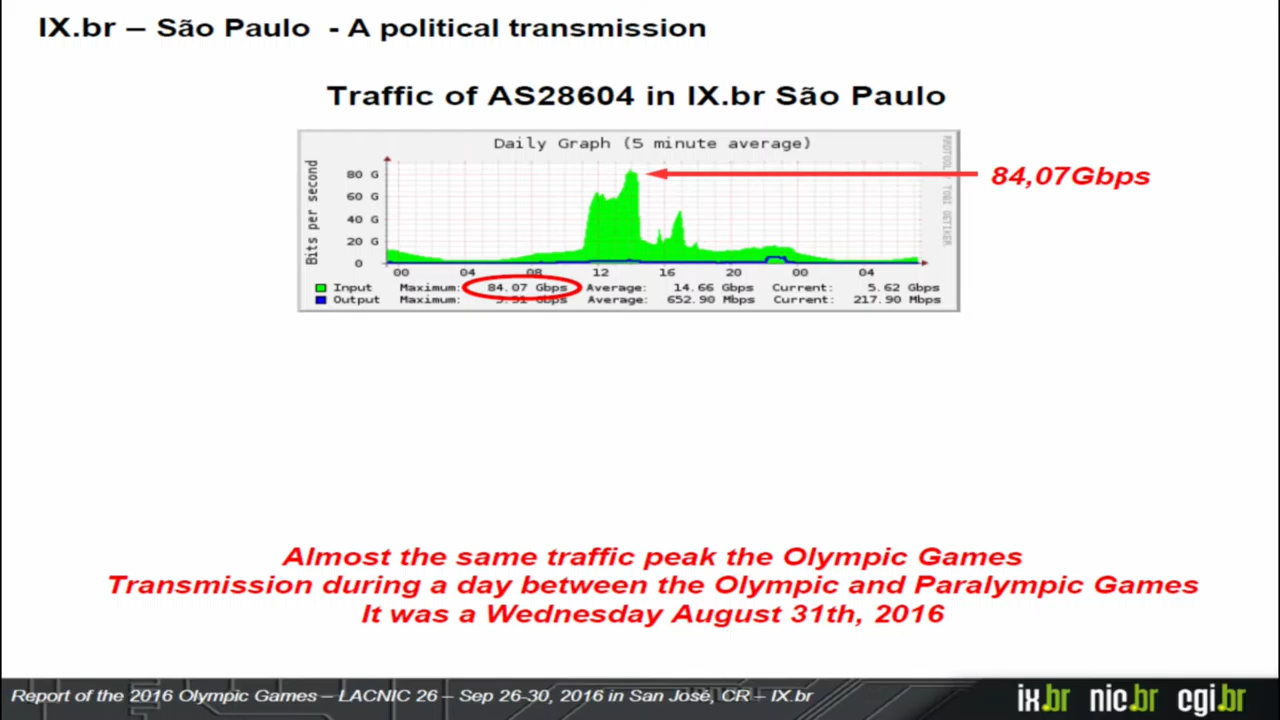 IX.br – São Paulo - A political transmission
Traffic of AS28604 in IX.br São Paulo
Daily Graph (5 minute average)
RRDTOOL / TOBI OETIKER
Bits per second
80 G
60 G
40 G
20 G
0
00 04 08 12 16 20 00 04
84,07Gbps
Input Maximum: 84.07 Gbps Average: 14.66 Gbps Current: 5.62 Gbps
Output Maximum: Gbps Average: 652.90 Mbps Current: 217.90 Mbps
Almost the same traffic peak the Olympic Games
Transmission during a day between the Olympic and Paralympic Games
It was a Wednesday August 31th, 2016
Report of the 2016 Olympic Games – LACNIC 26 – Sep 26-30, 2016 in San José, CR – IX.br
ix.br nic.br cgi.br